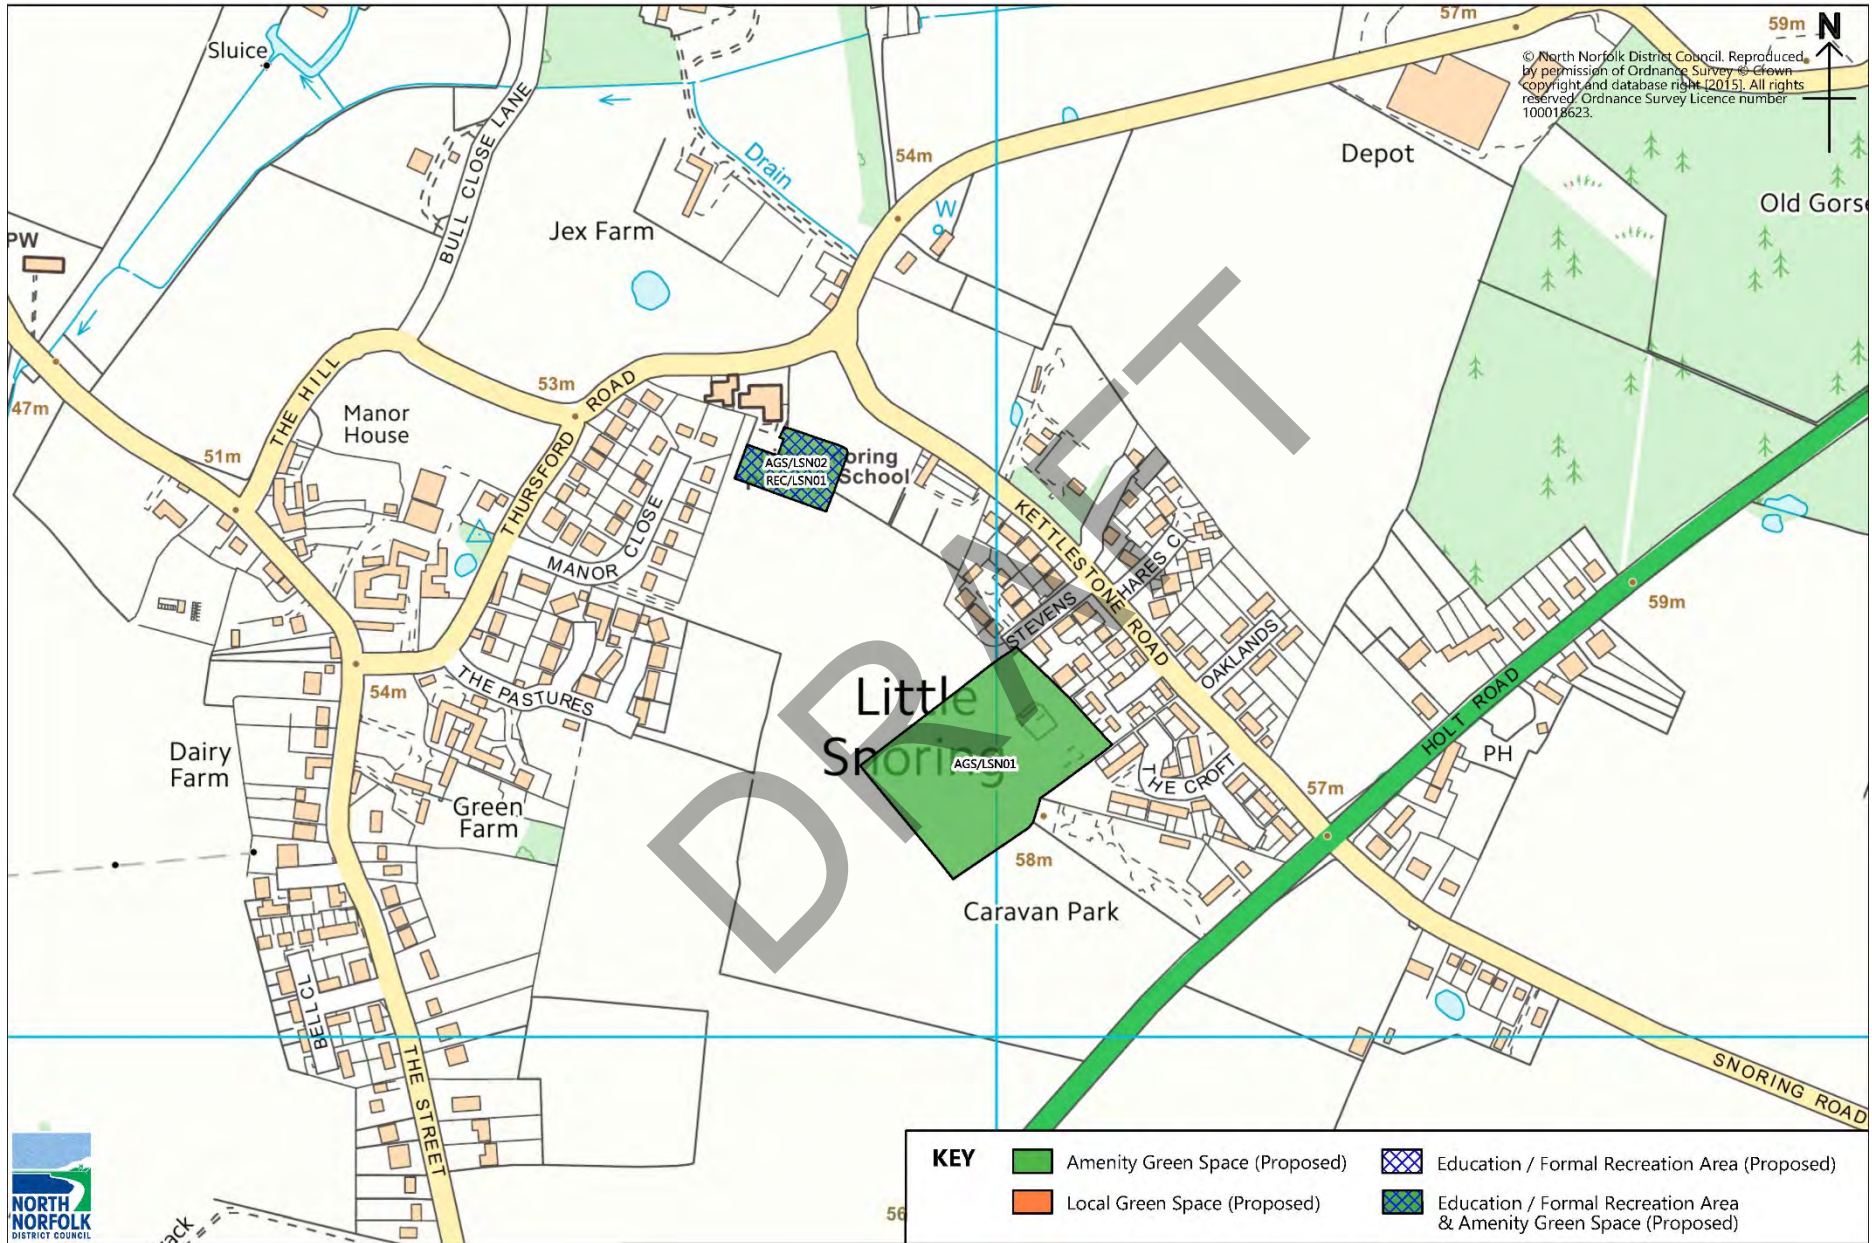 57m
59m
N
Sluice
© North Norfolk District Council. Reproduced
by permission of Ordnance Survey © Crown
copyright and database right [2015]. All rights
reserved. Ordnance Survey Licence number
100018623.
BULL CLOSE LANE
Drain
54m
Depot
Old Gorse
W
PW
Jex Farm
THE HILL
53m
ROAD
47m
Manor
House
51m
THURSFORD
AGS/LSN02
REC/LSN01
oring
School
CLOSE
MANOR
KETTLESTONE ROAD
HARES C
STEVENS
OAKLANDS
59m
54m
THE PASTURES
Little
Snoring
AGS/LSN01
HOLT ROAD
PH
Dairy
Farm
THE CROFT
57m
Green
Farm
58m
Caravan Park
DRAFT
BELL CL
THE STREET
SNORING ROAD
56
ack
NORTH
NORFOLK
DISTRICT COUNCIL
KEY
Amenity Green Space (Proposed)
Local Green Space (Proposed)
Education / Formal Recreation Area (Proposed)
Education / Formal Recreation Area
& Amenity Green Space (Proposed)